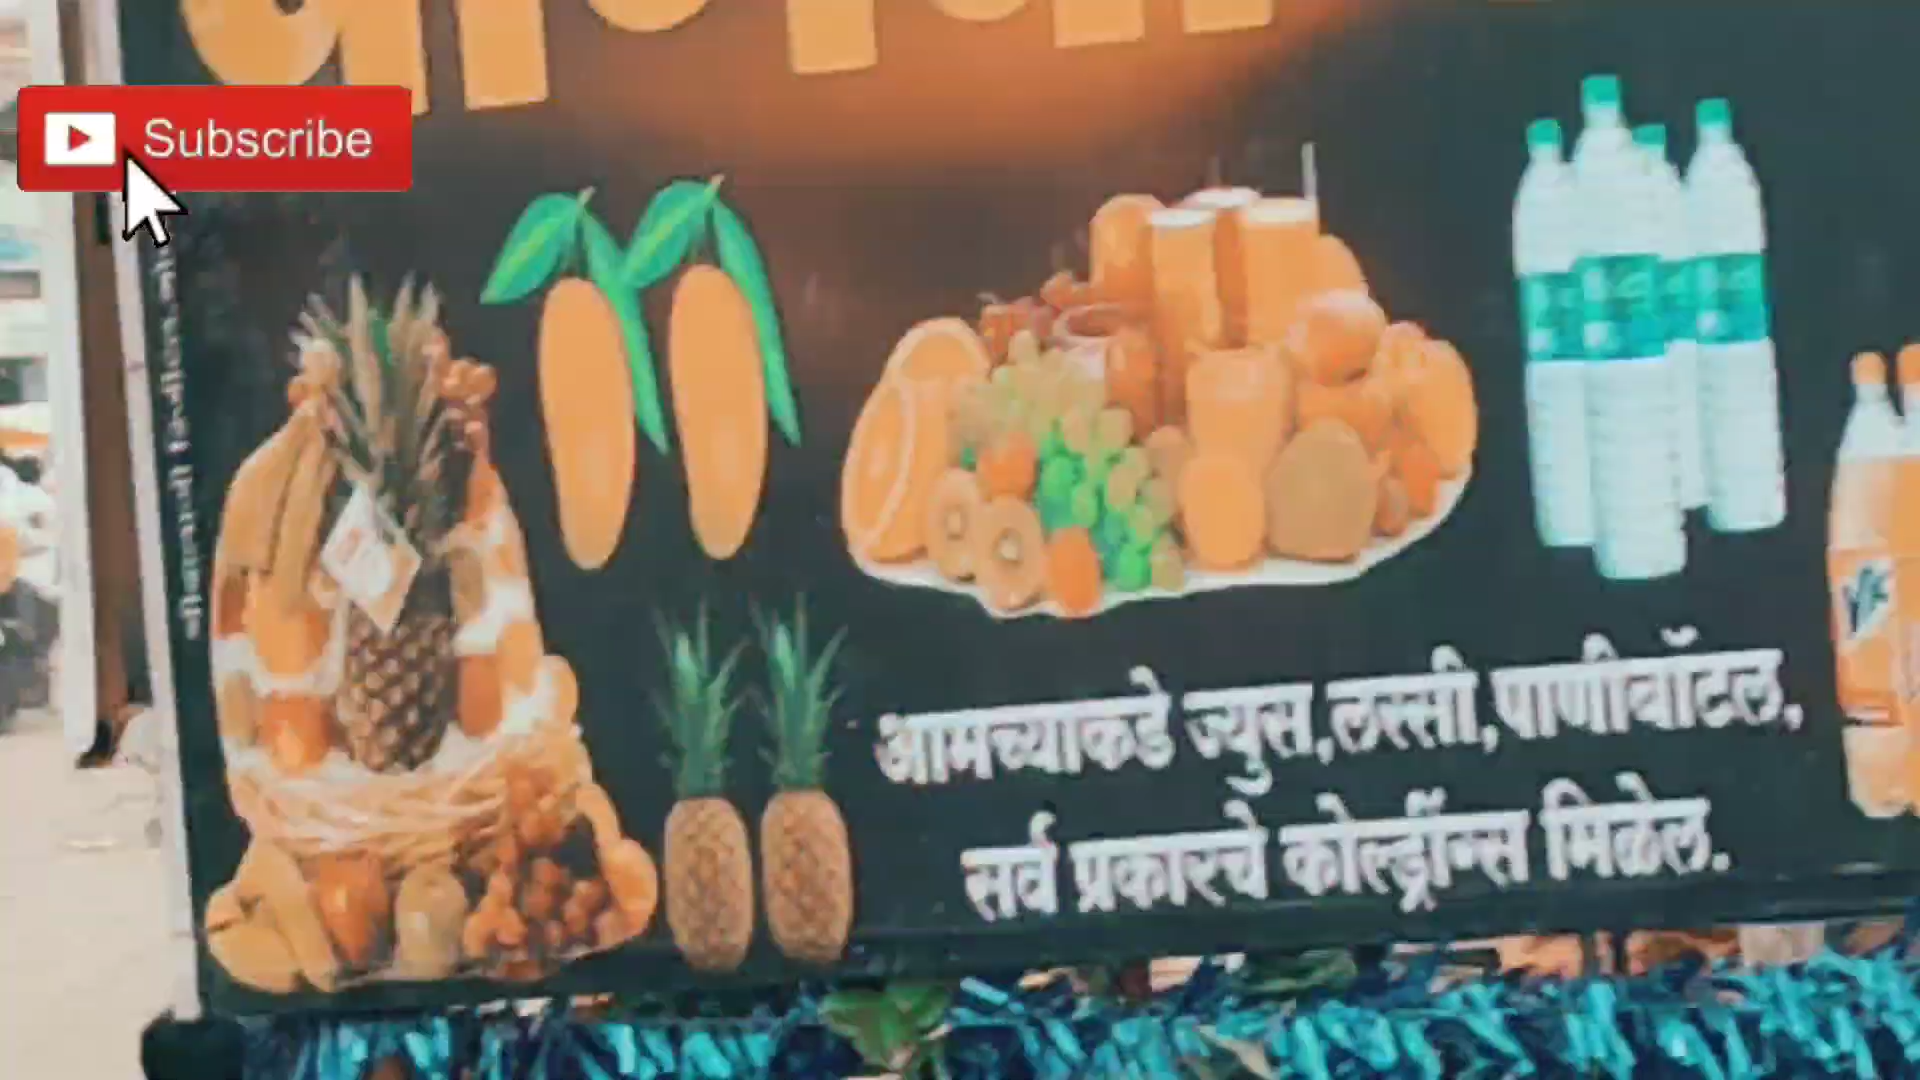 Subscribe
आमच्याकडे ज्युस,लस्सी,पाणीबॉटल,
सर्व प्रकारचे कोल्ड्रींग्स मिळेल.